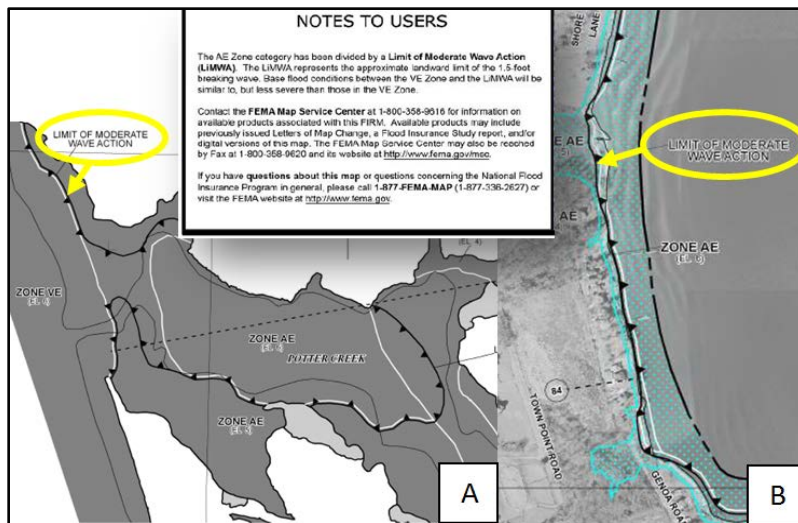 NOTES TO USERS
The AE Zone category has been divided by a Limit of Moderate Wave Action
(LiMWA). The LiMWA represents the approximate landward limit of the 1.5-foot
breaking wave. Base flood conditions between the VE Zone and the LiMWA will be
similar to, but less severe than those in the VE Zone.
Contact the FEMA Map Service Center at 1-800-358-9616 for information on
available products associated with this FIRM. Available products may include
previously issued Letters of Map Change, a Flood Insurance Study report, and/or
digital versions of this map. The FEMA Map Service Center may also be reached
by Fax at 1-800-358-9620 and its website at http://www.fema.gov/msc.
If you have questions about this map or questions concerning the National Flood
Insurance Program in general, please call 1-877-FEMA-MAP (1-877-336-2627) or
visit the FEMA website at http://www.fema.gov.
LIMIT OF MODERATE
WAVE ACTION
ZONE VE
ZONE AE
POTTER CREEK
ZONE AE
(EL 4)
A
SHORE
LANE
LIMIT OF MODERATE
WAVE ACTION
AE
AE
ZONE AE
84
TOWN POINT ROAD
GENOA ROAD
B